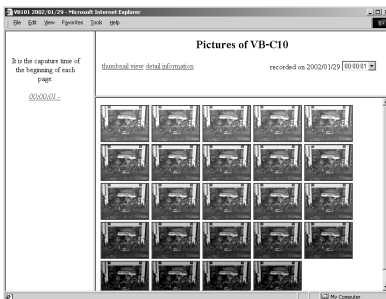 VB101 2002/01/29 - Microsoft Internet Explorer
File Edit View Favorites Tools Help
Pictures of VB-C10
It is the capsture time of
the beginning of each
page.
00:00:01 -
thumbnail view detail information
recorded on 2002/01/29 00:00:01
My Computer